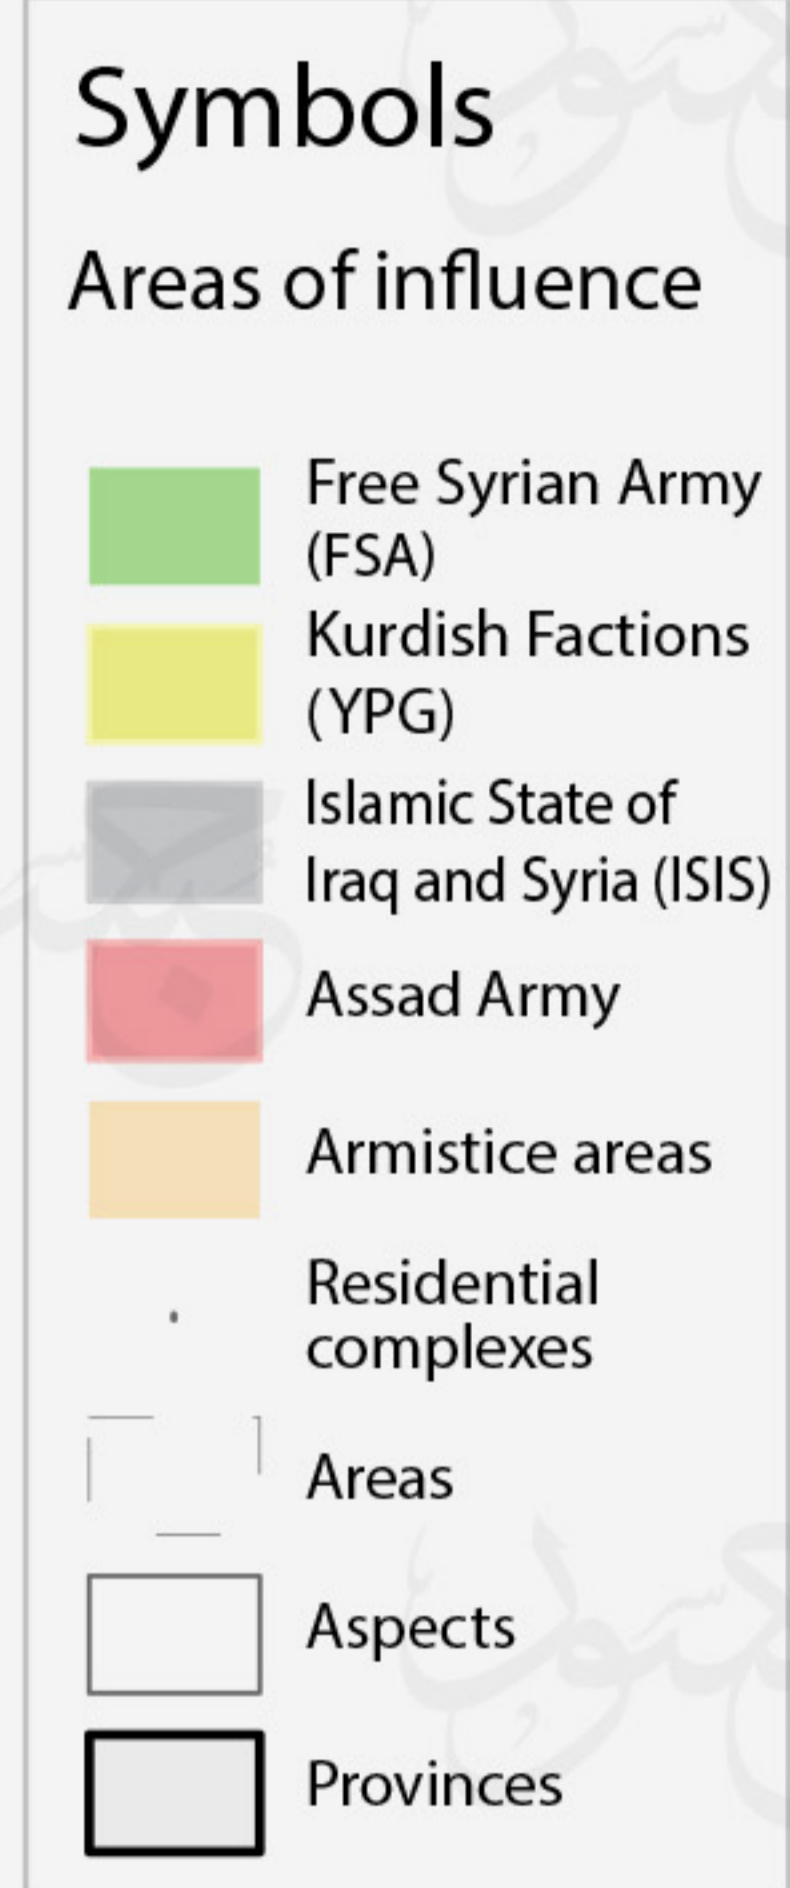 Symbols
Areas of influence
Free Syrian Army
(FSA)
Kurdish Factions
(YPG)
Islamic State of
Iraq and Syria (ISIS)
Assad Army
Armistice areas
Residential
complexes
Areas
Aspects
Provinces